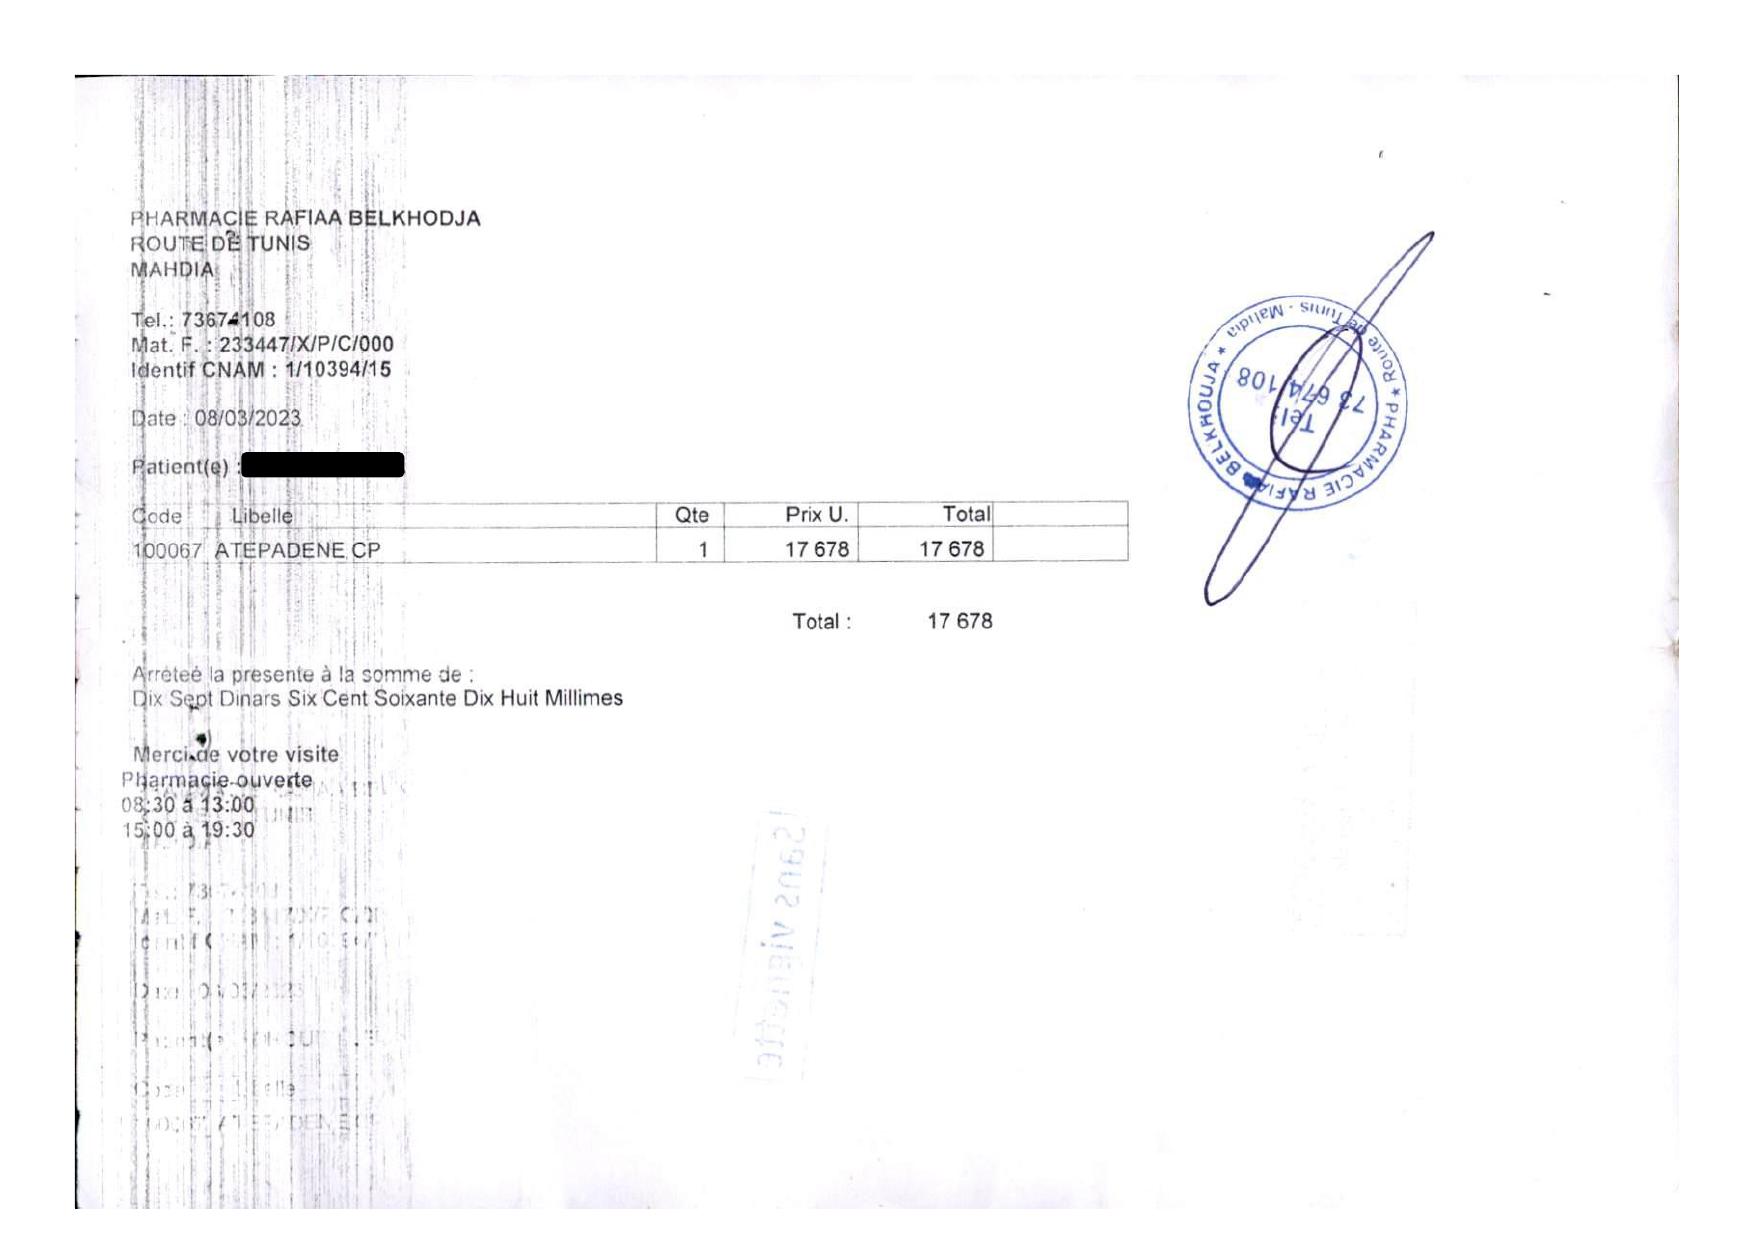 PHARMACIE RAFIAA BELKHODJA
ROUTE DE TUNIS
MAHDIA
Tel.: 73674108
Mat. F. : 233447/X/P/C/000
Identif CNAM : 1/10394/15
Date : 08/03/2023
Patient(e) :
Code Libelle Qte Prix U. Total
100067 ATEPADENE CP 1 17 678 17 678
Total : 17 678
Arrêteé la presente à la somme de :
Dix Sept Dinars Six Cent Soixante Dix Huit Millimes
Merci de votre visite
Pharmacie ouverte
08:30 à 13:00
15:00 à 19:30
* PHARMACIE RAFIAA BELKHOUJA *
Route de Tunis - Mahdia
Tel:
73 674 108
Sans vignette